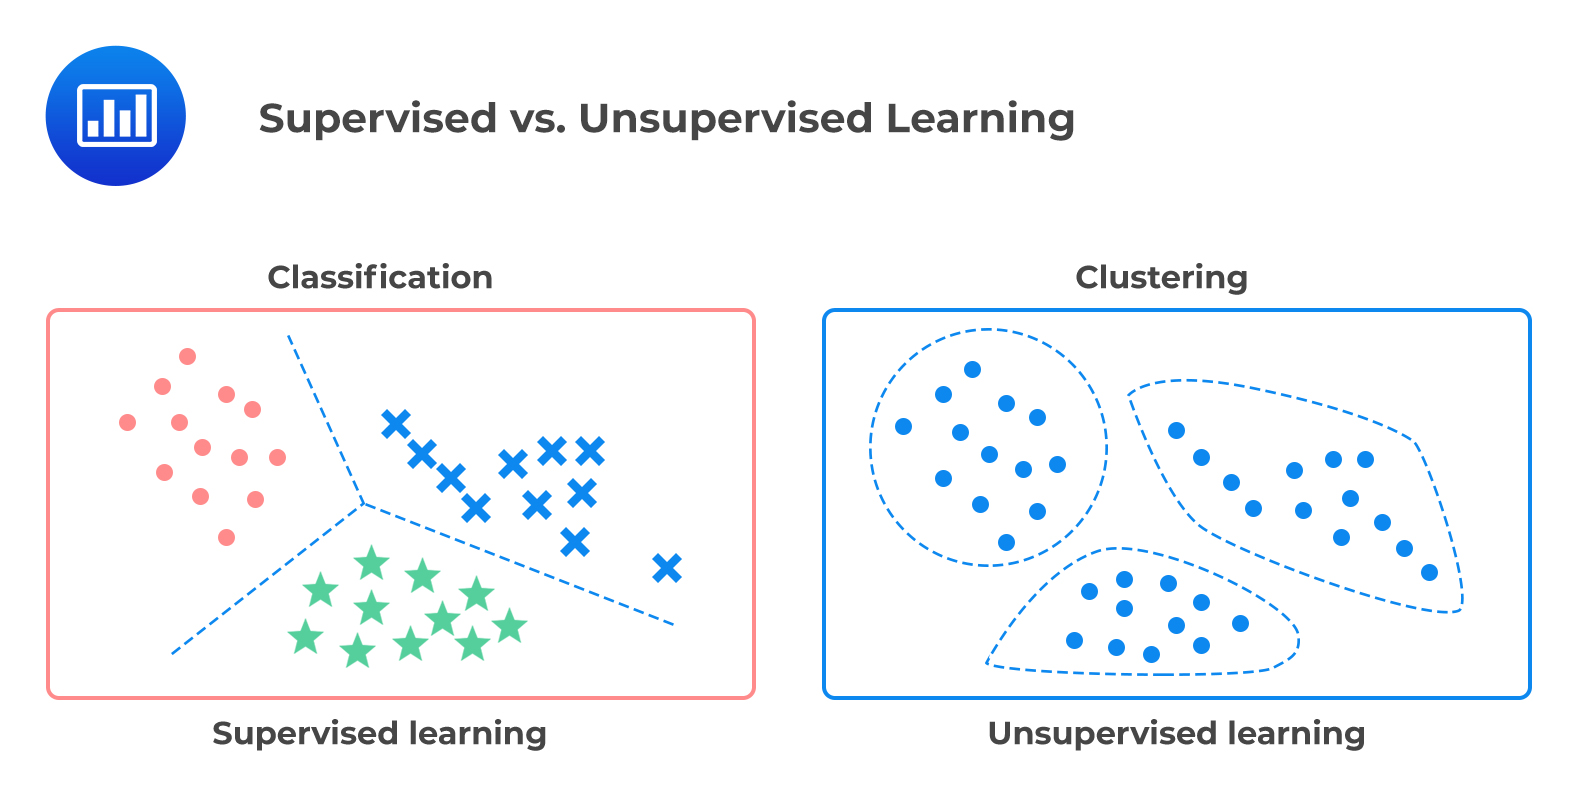 Supervised vs. Unsupervised Learning
Classification
Clustering
Supervised learning
Unsupervised learning